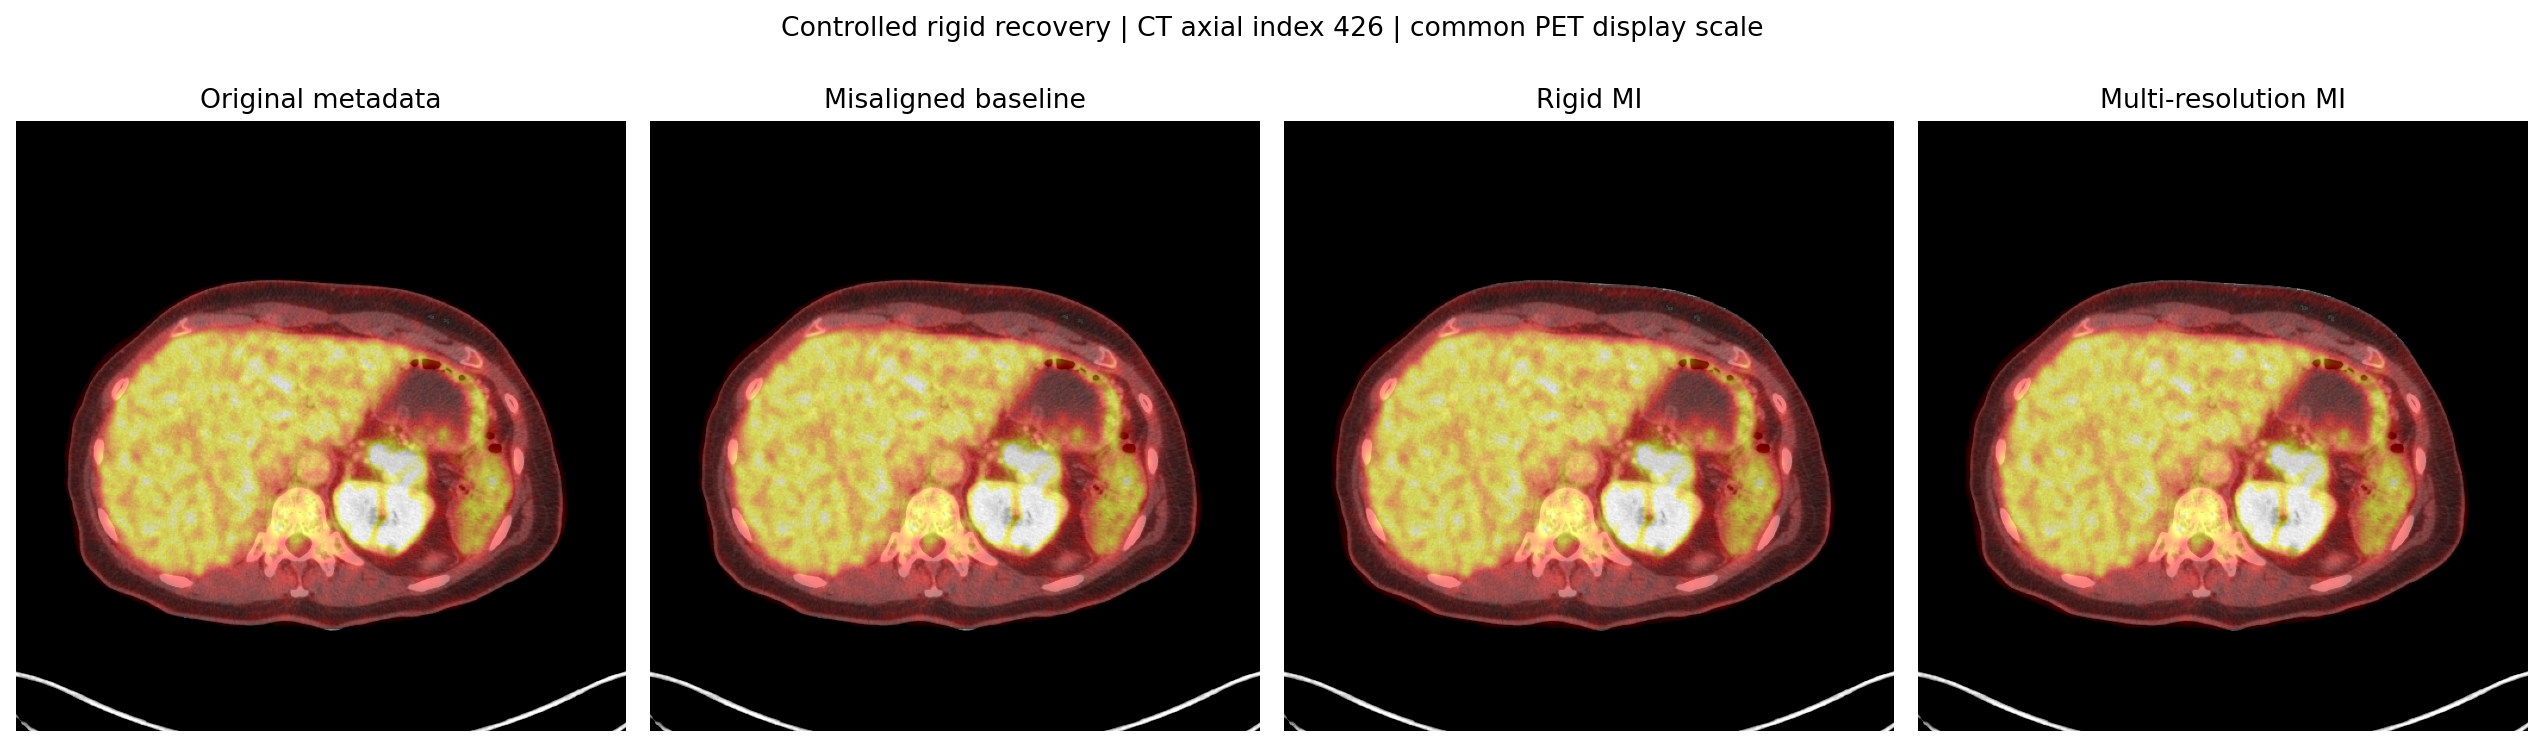 Controlled rigid recovery | CT axial index 426 | common PET display scale
Original metadata
Misaligned baseline
Rigid MI
Multi-resolution MI